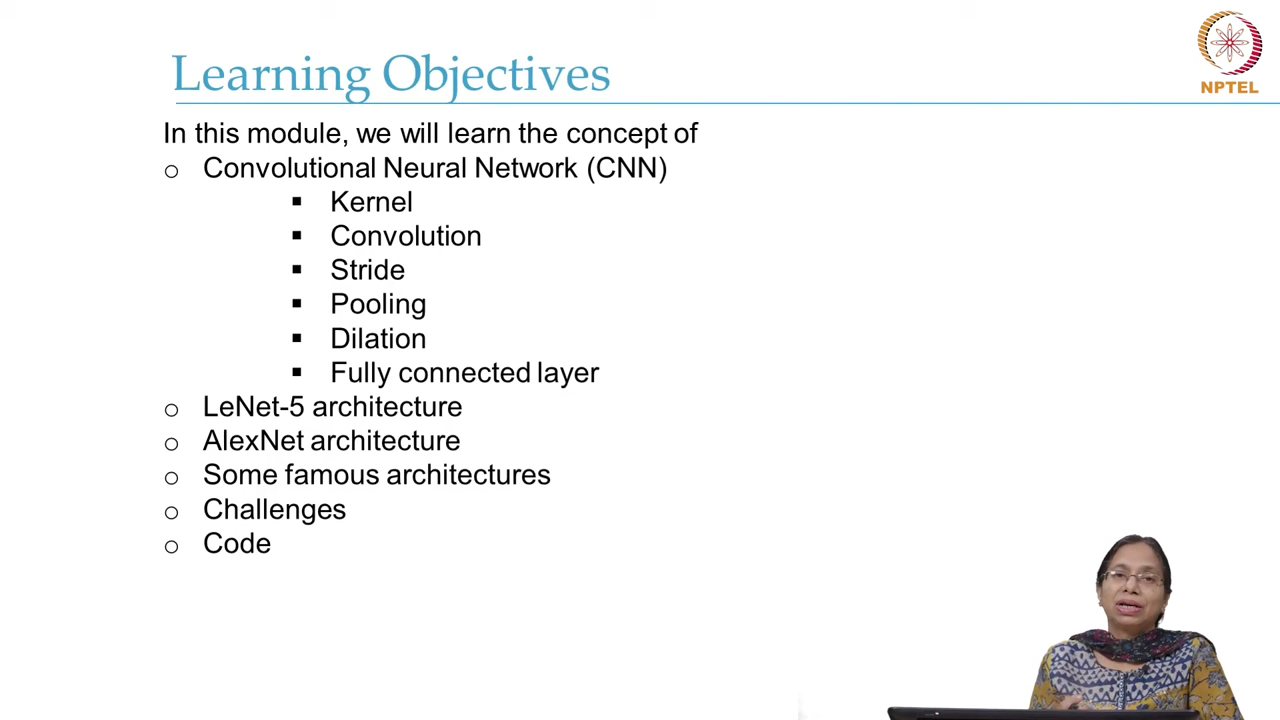 Learning Objectives
NPTEL
In this module, we will learn the concept of
o Convolutional Neural Network (CNN)
▪ Kernel
▪ Convolution
▪ Stride
▪ Pooling
▪ Dilation
▪ Fully connected layer
o LeNet-5 architecture
o AlexNet architecture
o Some famous architectures
o Challenges
o Code